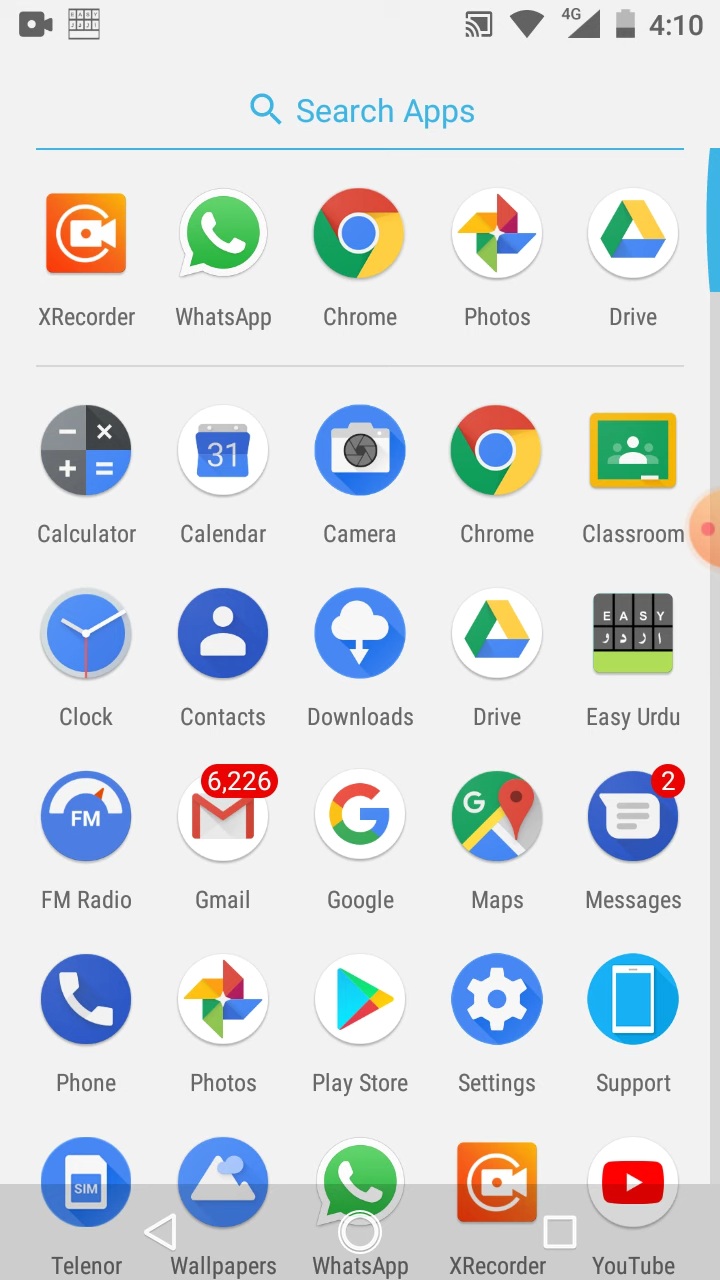 4G 4:10
Search Apps
XRecorder WhatsApp Chrome Photos Drive
31
Calculator Calendar Camera Chrome Classroom
E A S Y
ا ر د و
Clock Contacts Downloads Drive Easy Urdu
6,226 2
FM G
FM Radio Gmail Google Maps Messages
Phone Photos Play Store Settings Support
SIM
Telenor Wallpapers WhatsApp XRecorder YouTube